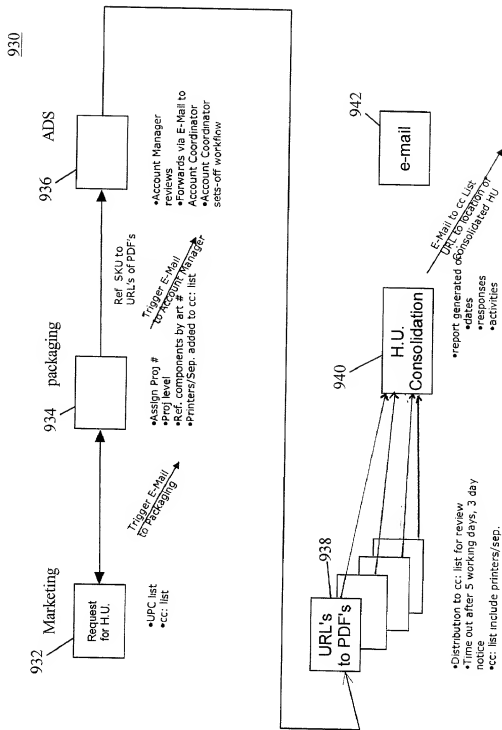 930
Marketing
932
Request
for H.U.
•UPC list
•cc: list
Trigger E-Mail
to Packaging
packaging
934
•Assign Proj #
•Proj level
•Ref. components by art #
•Printers/Sep. added to cc: list
Ref SKU to
URL's of PDF's
Trigger E-Mail
to Account Manager
ADS
936
•Account Manager
reviews
•Forwards via E-Mail to
Account Coordinator
•Account Coordinator
sets-off workflow
938
URL's
to PDF's
•Distribution to cc: list for review
•Time out after 5 working days, 3 day
notice
•cc: list include printers/sep.
940
H.U.
Consolidation
•report generated of
•dates
•responses
•activities
E-Mail to cc List
URL to location of
Consolidated HU
942
e-mail